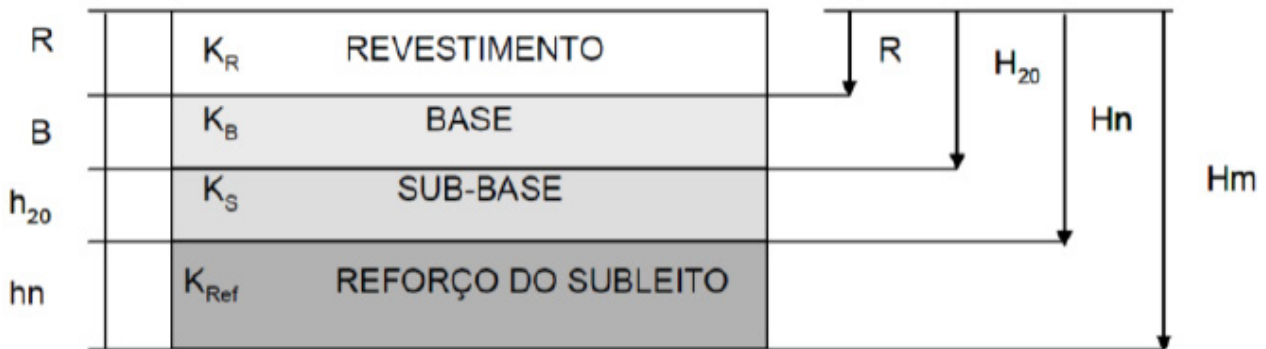 R K_R REVESTIMENTO R H_20
B K_B BASE Hn
h_20 K_S SUB-BASE Hm
hn K_Ref REFORÇO DO SUBLEITO